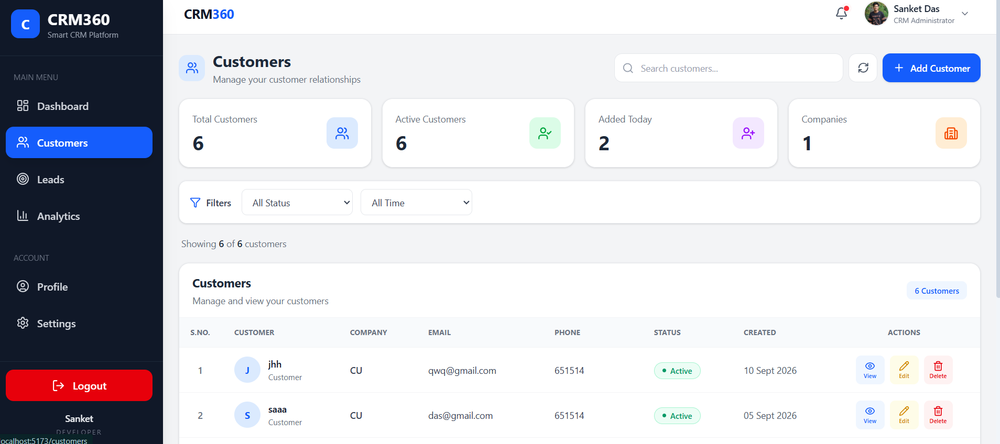 C
CRM360
Smart CRM Platform
MAIN MENU
Dashboard
Customers
Leads
Analytics
ACCOUNT
Profile
Settings
Logout
Sanket
DEVELOPER
ocalhost:5173/customers
CRM360
Sanket Das
CRM Administrator
Customers
Manage your customer relationships
Search customers...
Add Customer
Total Customers
6
Active Customers
6
Added Today
2
Companies
1
Filters
All Status
All Time
Showing 6 of 6 customers
Customers
Manage and view your customers
6 Customers
S.NO. CUSTOMER COMPANY EMAIL PHONE STATUS CREATED ACTIONS
1 J jhh CU qwq@gmail.com 651514 Active 10 Sept 2026 View Edit Delete
Customer
2 S saaa CU das@gmail.com 651514 Active 05 Sept 2026 View Edit Delete
Customer